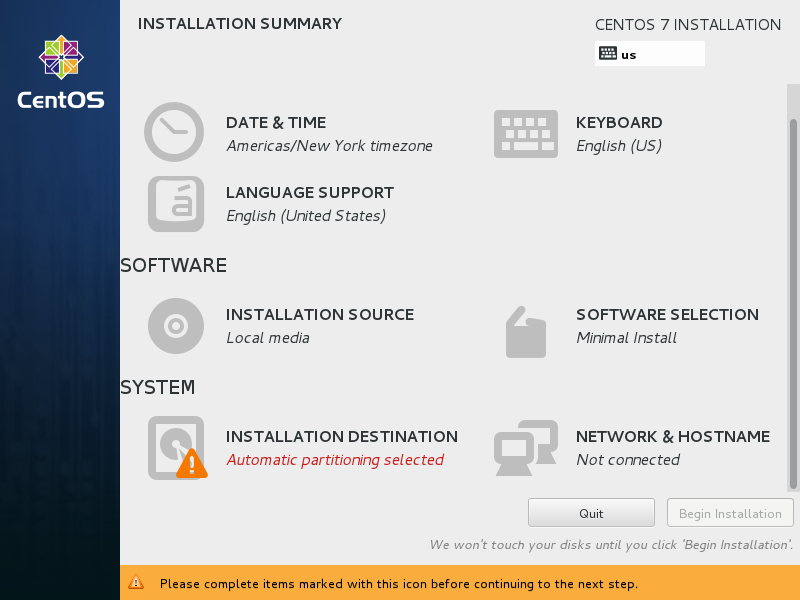 INSTALLATION SUMMARY
CENTOS 7 INSTALLATION
us
CentOS
DATE & TIME
Americas/New York timezone
KEYBOARD
English (US)
LANGUAGE SUPPORT
English (United States)
SOFTWARE
INSTALLATION SOURCE
Local media
SOFTWARE SELECTION
Minimal Install
SYSTEM
INSTALLATION DESTINATION
Automatic partitioning selected
NETWORK & HOSTNAME
Not connected
Quit
Begin Installation
We won't touch your disks until you click 'Begin Installation'.
Please complete items marked with this icon before continuing to the next step.